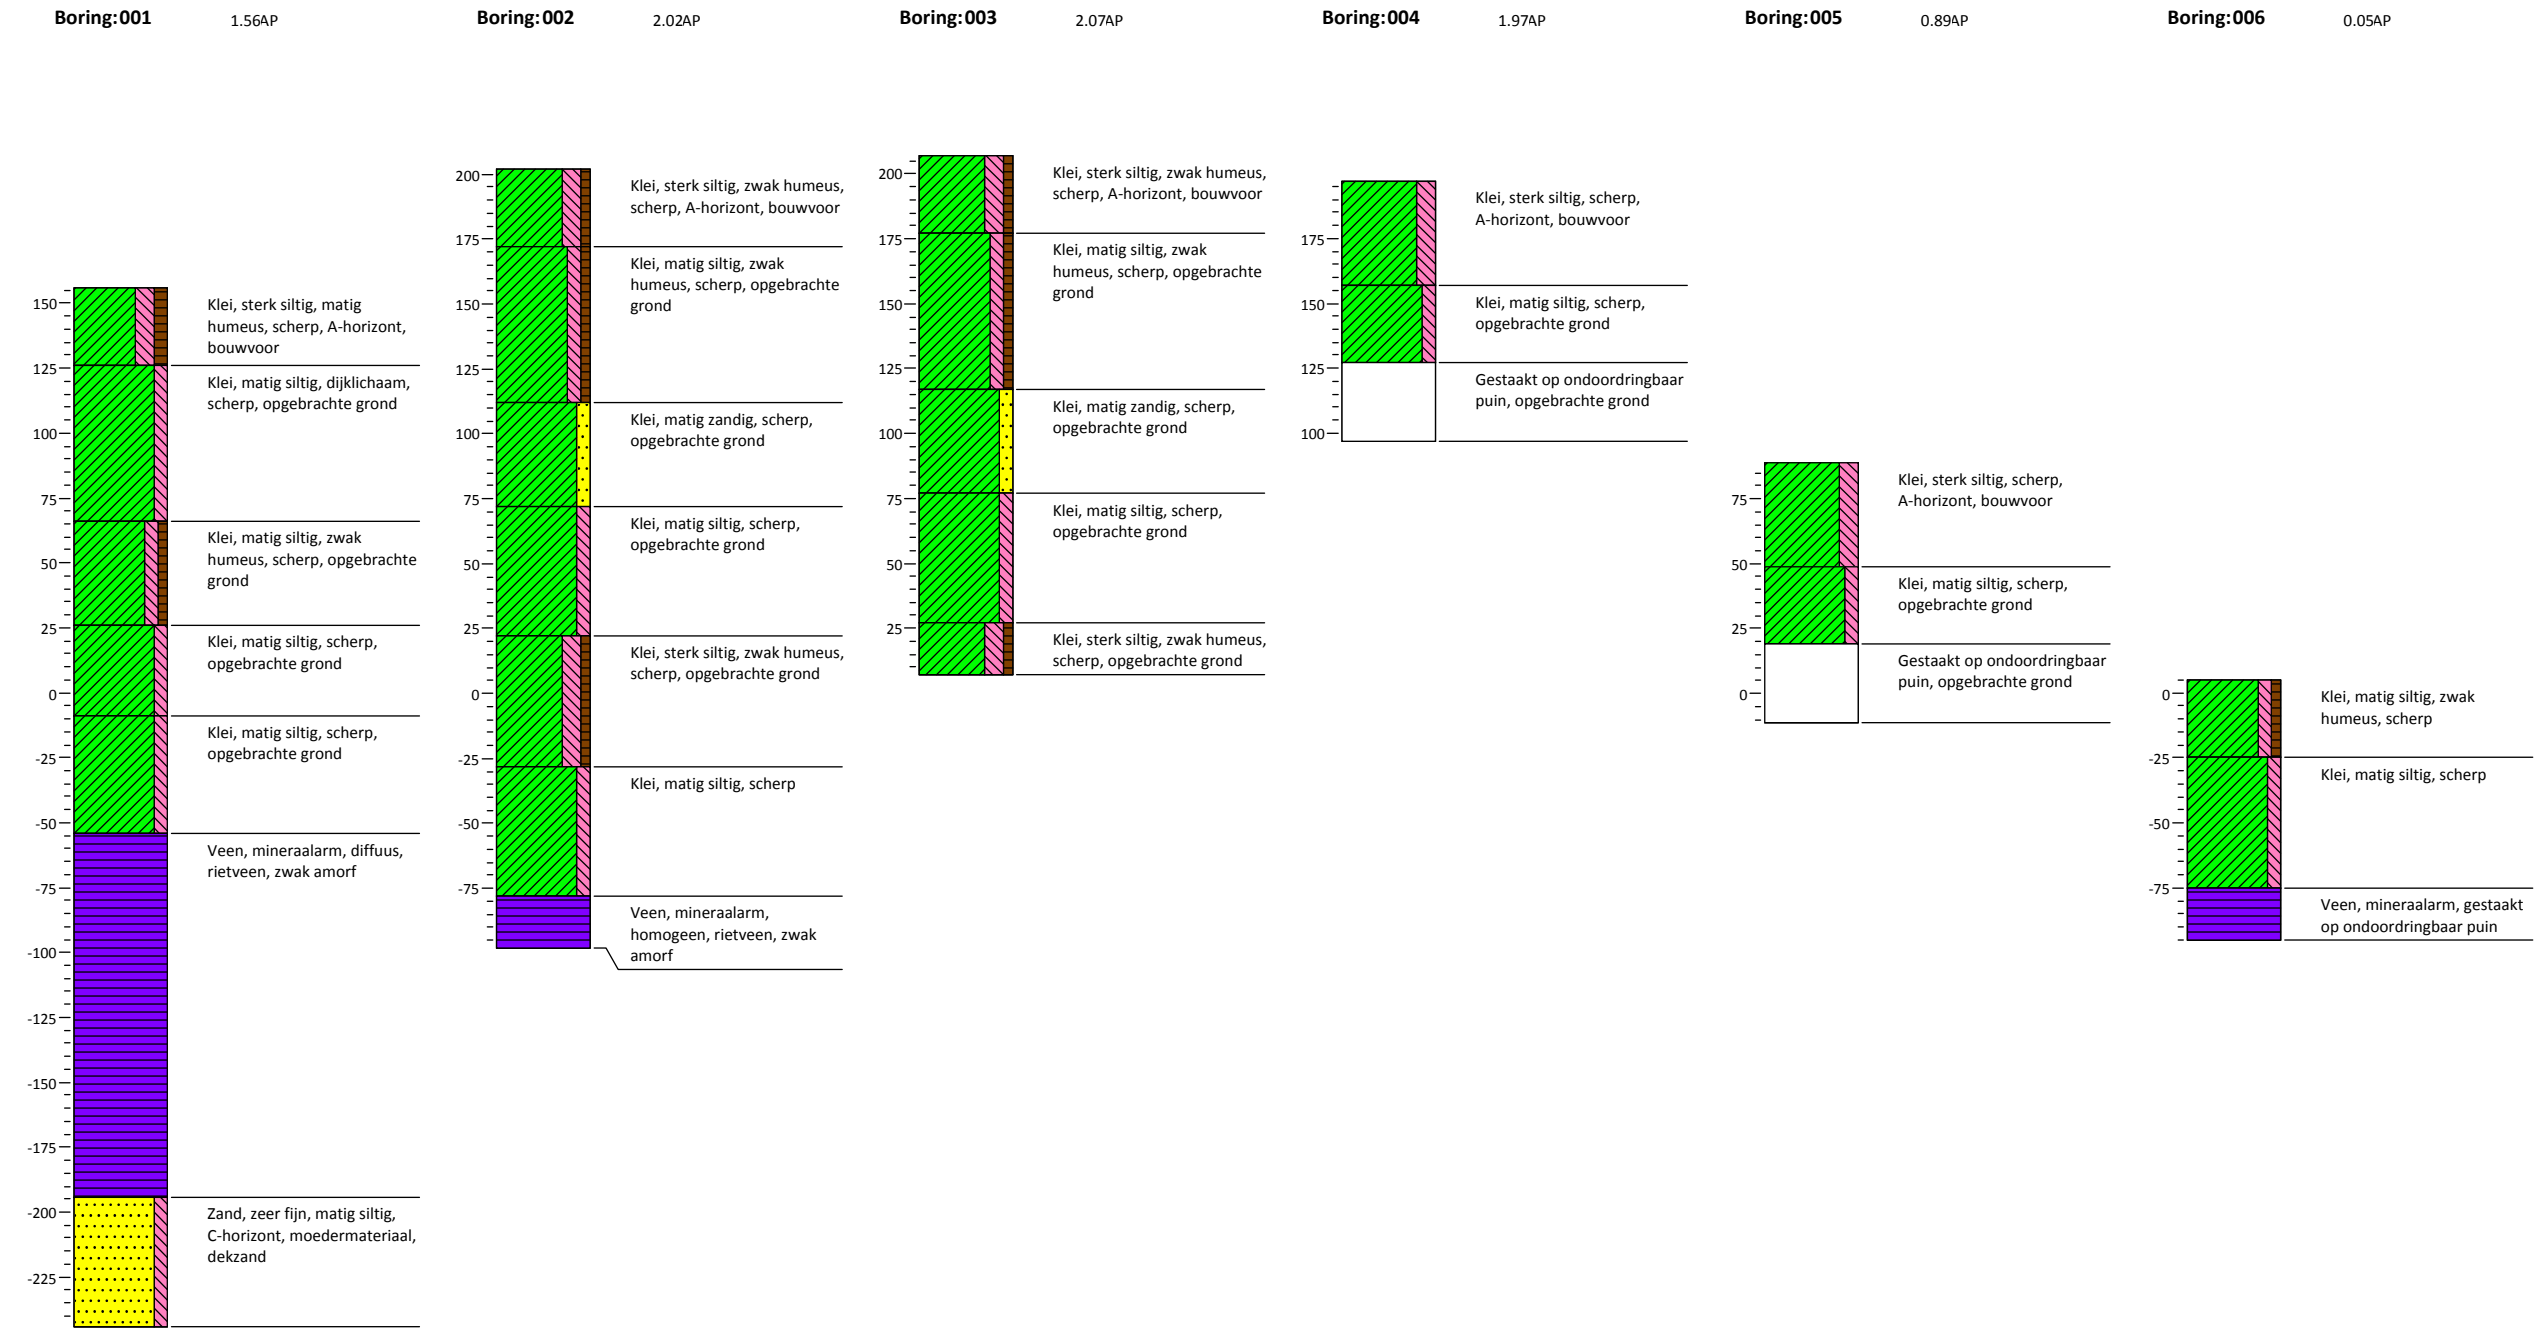 Boring:001 1.56AP
150
125
100
75
50
25
0
-25
-50
-75
-100
-125
-150
-175
-200
-225
Klei, sterk siltig, matig
humeus, scherp, A-horizont,
bouwvoor
Klei, matig siltig, dijklichaam,
scherp, opgebrachte grond
Klei, matig siltig, zwak
humeus, scherp, opgebrachte
grond
Klei, matig siltig, scherp,
opgebrachte grond
Klei, matig siltig, scherp,
opgebrachte grond
Veen, mineraalarm, diffuus,
rietveen, zwak amorf
Zand, zeer fijn, matig siltig,
C-horizont, moedermateriaal,
dekzand
Boring:002 2.02AP
200
175
150
125
100
75
50
25
0
-25
-50
-75
Klei, sterk siltig, zwak humeus,
scherp, A-horizont, bouwvoor
Klei, matig siltig, zwak
humeus, scherp, opgebrachte
grond
Klei, matig zandig, scherp,
opgebrachte grond
Klei, matig siltig, scherp,
opgebrachte grond
Klei, sterk siltig, zwak humeus,
scherp, opgebrachte grond
Klei, matig siltig, scherp
Veen, mineraalarm,
homogeen, rietveen, zwak
amorf
Boring:003 2.07AP
200
175
150
125
100
75
50
25
Klei, sterk siltig, zwak humeus,
scherp, A-horizont, bouwvoor
Klei, matig siltig, zwak
humeus, scherp, opgebrachte
grond
Klei, matig zandig, scherp,
opgebrachte grond
Klei, matig siltig, scherp,
opgebrachte grond
Klei, sterk siltig, zwak humeus,
scherp, opgebrachte grond
Boring:004 1.97AP
175
150
125
100
Klei, sterk siltig, scherp,
A-horizont, bouwvoor
Klei, matig siltig, scherp,
opgebrachte grond
Gestaakt op ondoordringbaar
puin, opgebrachte grond
Boring:005 0.89AP
75
50
25
0
Klei, sterk siltig, scherp,
A-horizont, bouwvoor
Klei, matig siltig, scherp,
opgebrachte grond
Gestaakt op ondoordringbaar
puin, opgebrachte grond
Boring:006 0.05AP
0
-25
-50
-75
Klei, matig siltig, zwak
humeus, scherp
Klei, matig siltig, scherp
Veen, mineraalarm, gestaakt
op ondoordringbaar puin